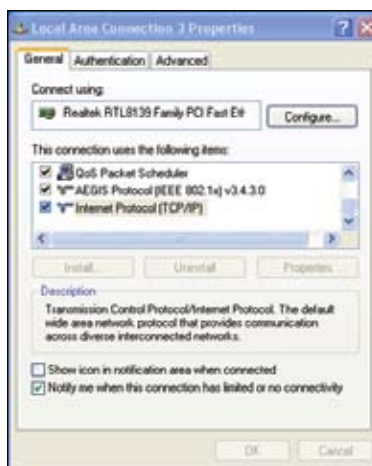 Local Area Connection 3 Properties
General Authentication Advanced
Connect using:
Realtek RTL8139 Family PCI Fast Eth
Configure...
This connection uses the following items:
QoS Packet Scheduler
AEGIS Protocol (IEEE 802.1x) v3.4.3.0
Internet Protocol (TCP/IP)
Install... Uninstall Properties
Description
Transmission Control Protocol/Internet Protocol. The default
wide area network protocol that provides communication
across diverse interconnected networks.
Show icon in notification area when connected
Notify me when this connection has limited or no connectivity
OK Cancel